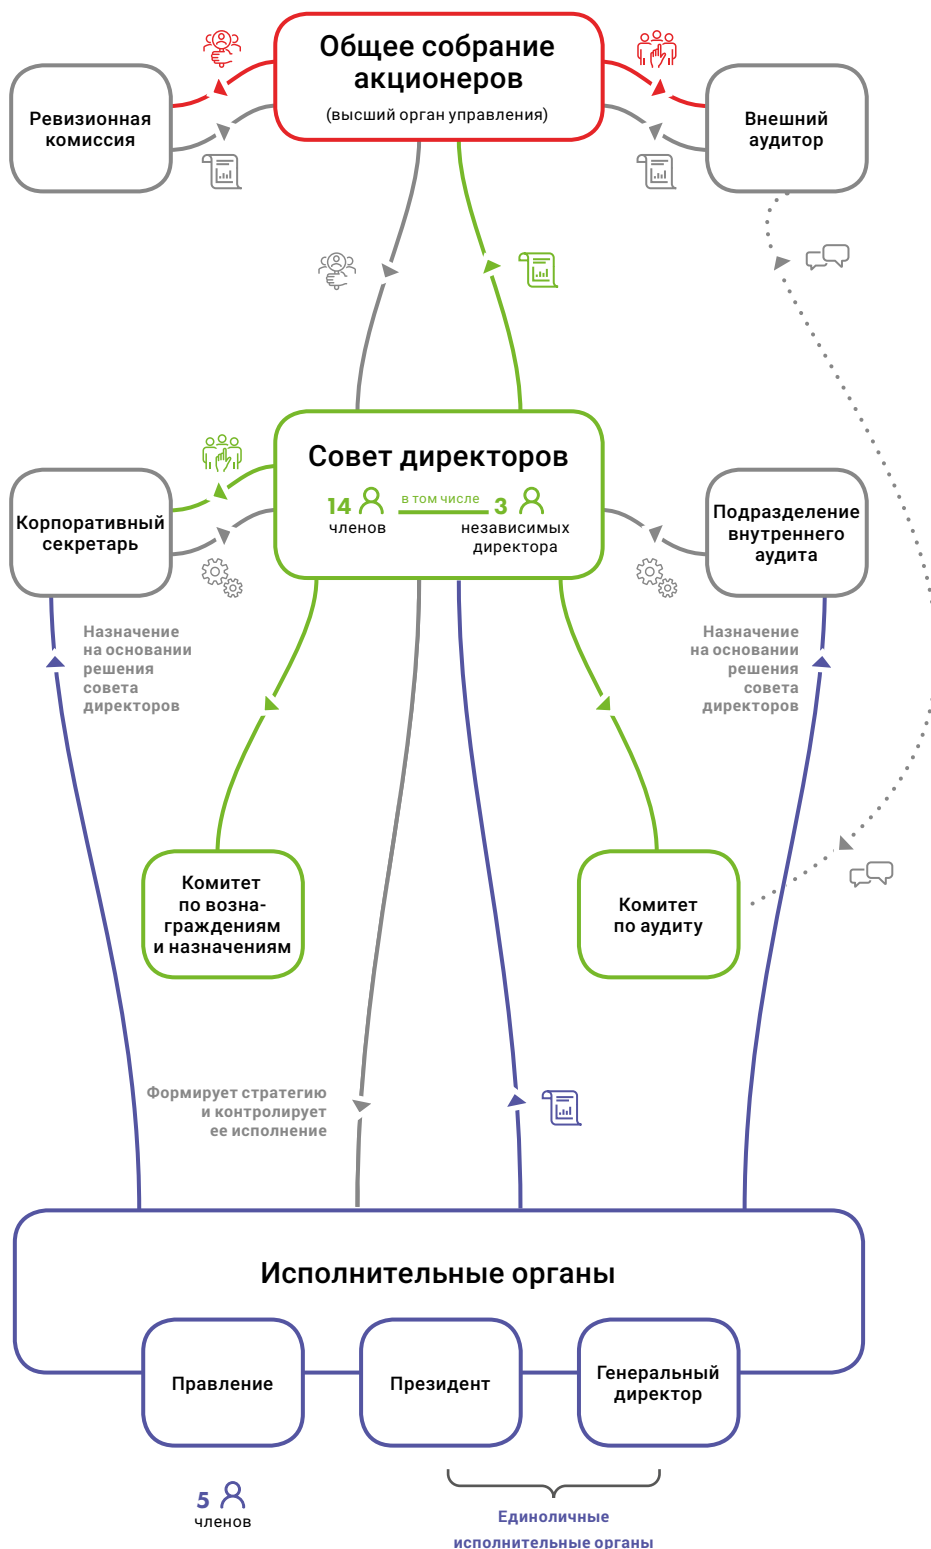 Общее собрание
акционеров
(высший орган управления)
Ревизионная
комиссия
Внешний
аудитор
Совет директоров
14
членов
в том числе
3
независимых
директора
Корпоративный
секретарь
Подразделение
внутреннего
аудита
Назначение
на основании
решения
совета
директоров
Назначение
на основании
решения
совета
директоров
Комитет
по возна-
граждениям
и назначениям
Комитет
по аудиту
Формирует стратегию
и контролирует
ее исполнение
Исполнительные органы
Правление
Президент
Генеральный
директор
5
членов
Единоличные
исполнительные органы